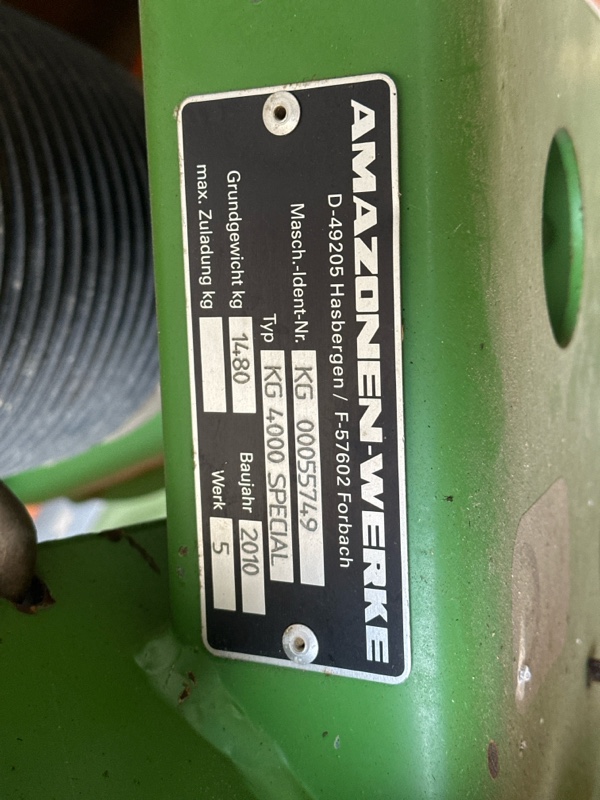 AMAZONEN-WERKE
D-49205 Hasbergen / F-57602 Forbach
Masch.-Ident-Nr. KG 00055749
Typ KG 4000 SPECIAL
Grundgewicht kg 1480 Baujahr 2010
max. Zuladung kg Werk 5